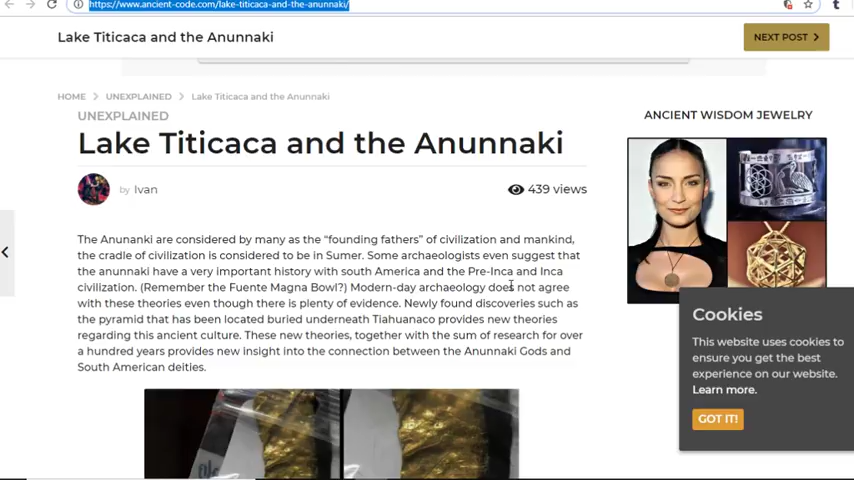 https://www.ancient-code.com/lake-titicaca-and-the-anunnaki/
Lake Titicaca and the Anunnaki
NEXT POST
HOME > UNEXPLAINED > Lake Titicaca and the Anunnaki
UNEXPLAINED
Lake Titicaca and the Anunnaki
by Ivan
439 views
The Anunanki are considered by many as the “founding fathers” of civilization and mankind,
the cradle of civilization is considered to be in Sumer. Some archaeologists even suggest that
the anunnaki have a very important history with south America and the Pre-Inca and Inca
civilization. (Remember the Fuente Magna Bowl?) Modern-day archaeology does not agree
with these theories even though there is plenty of evidence. Newly found discoveries such as
the pyramid that has been located buried underneath Tiahuanaco provides new theories
regarding this ancient culture. These new theories, together with the sum of research for over
a hundred years provides new insight into the connection between the Anunnaki Gods and
South American deities.
ANCIENT WISDOM JEWELRY
Cookies
This website uses cookies to
ensure you get the best
experience on our website.
Learn more.
GOT IT!